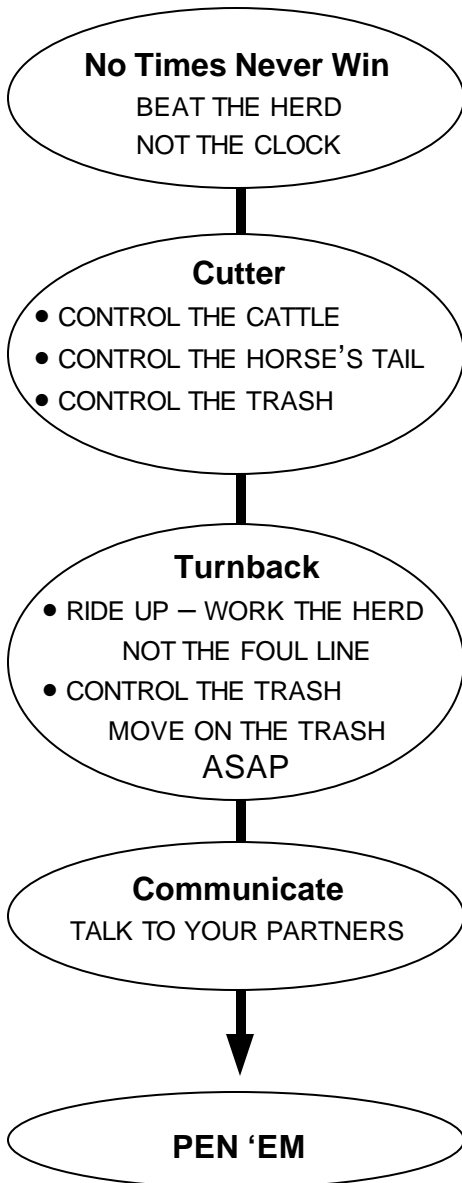 No Times Never Win
BEAT THE HERD
NOT THE CLOCK
Cutter
• CONTROL THE CATTLE
• CONTROL THE HORSE’S TAIL
• CONTROL THE TRASH
Turnback
• RIDE UP – WORK THE HERD
NOT THE FOUL LINE
• CONTROL THE TRASH
MOVE ON THE TRASH
ASAP
Communicate
TALK TO YOUR PARTNERS
PEN ‘EM